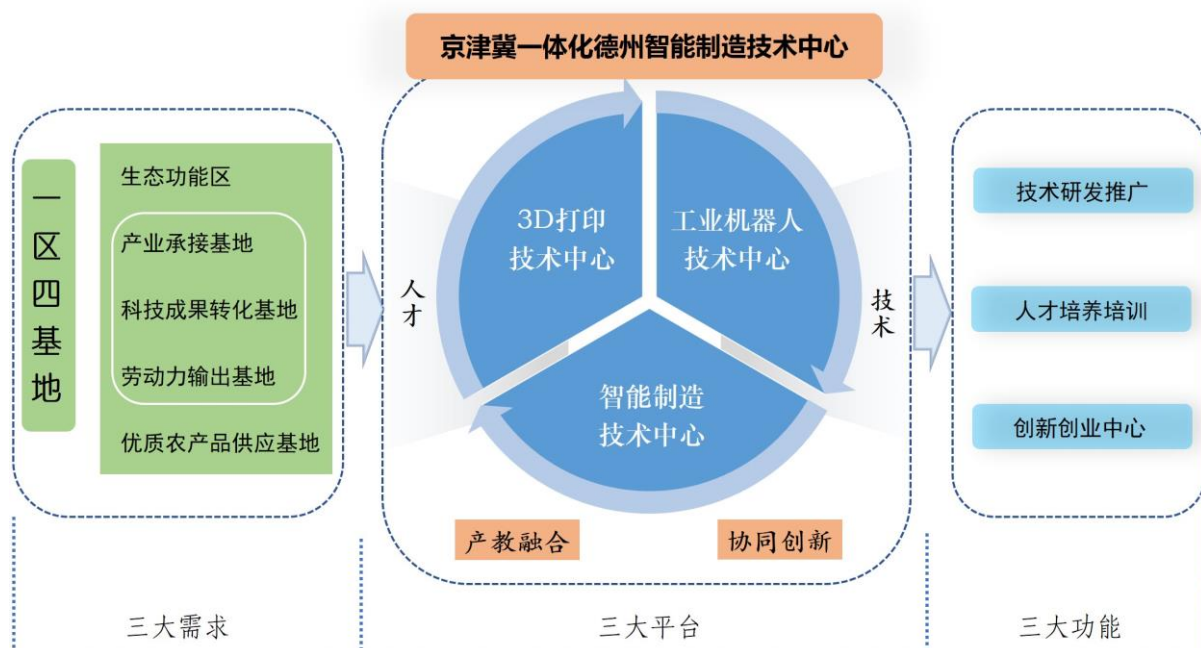 京津冀一体化德州智能制造技术中心
一区四基地
生态功能区
产业承接基地
科技成果转化基地
劳动力输出基地
优质农产品供应基地
人才
3D打印
技术中心
工业机器人
技术中心
智能制造
技术中心
技术
产教融合
协同创新
技术研发推广
人才培养培训
创新创业中心
三大需求
三大平台
三大功能